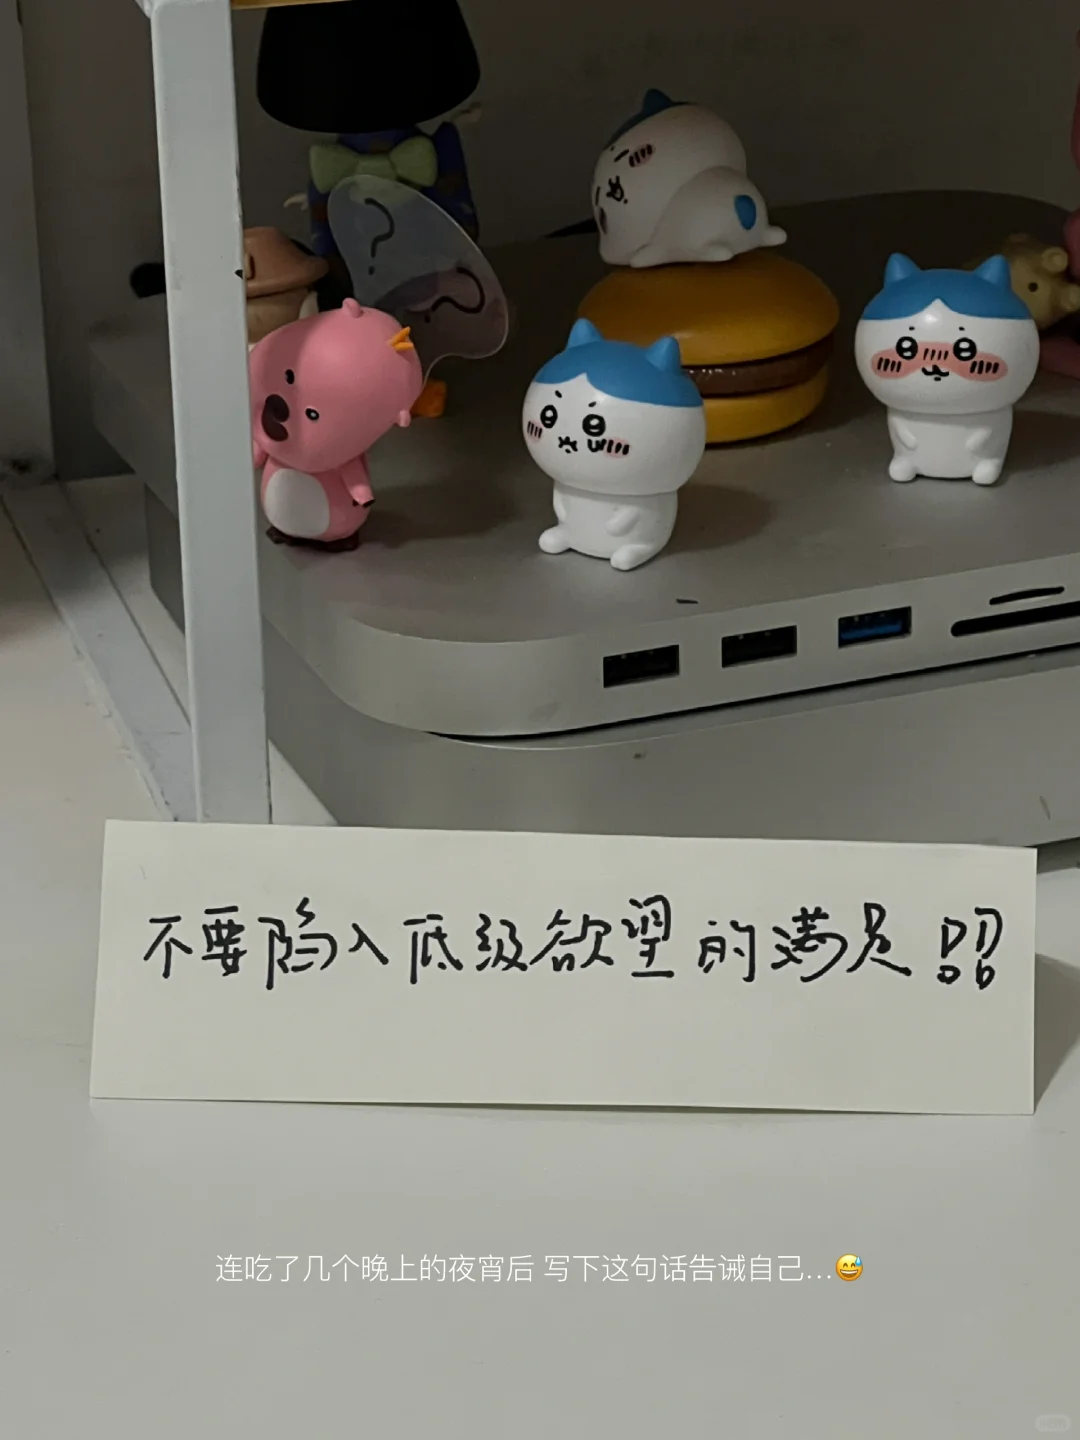 ? ?
不要陷入低级欲望的满足!!
连吃了几个晚上的夜宵后 写下这句话告诫自己...😅